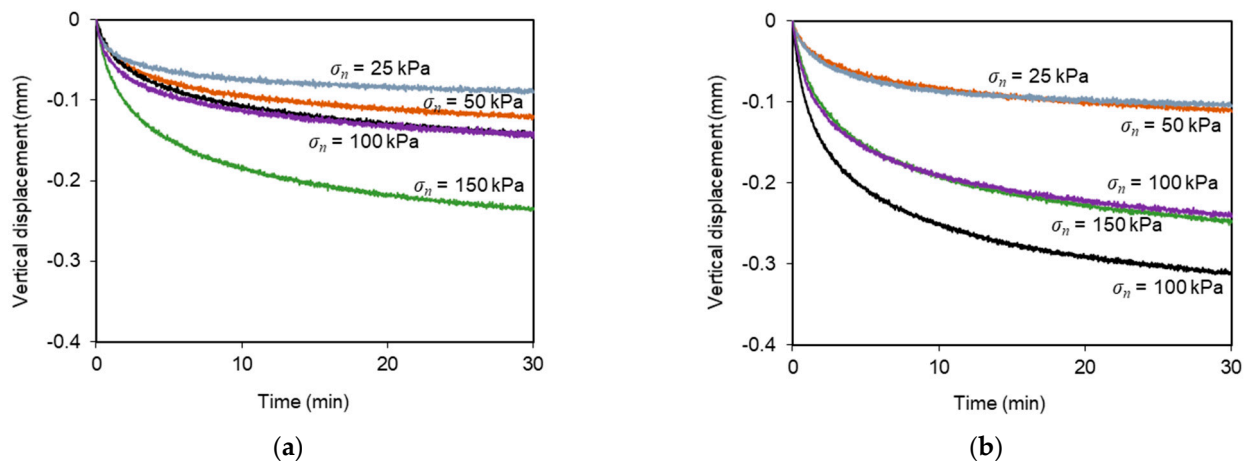 0
-0.1
-0.2
-0.3
-0.4
Vertical displacement (mm)
σn = 25 kPa
σn = 50 kPa
σn = 100 kPa
σn = 150 kPa
0
10
20
30
Time (min)
(a)
0
-0.1
-0.2
-0.3
-0.4
Vertical displacement (mm)
σn = 25 kPa
σn = 50 kPa
σn = 100 kPa
σn = 150 kPa
σn = 100 kPa
0
10
20
30
Time (min)
(b)